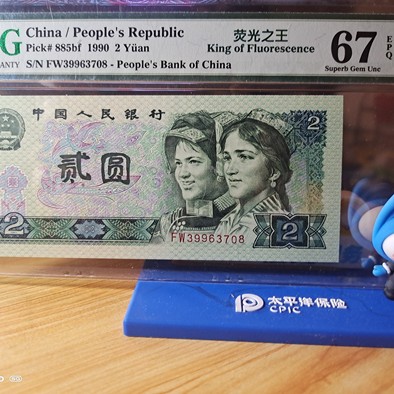 G China / People's Republic 荧光之王 67 EPQ
Pick# 885bf 1990 2 Yüan King of Fluorescence
Superb Gem Unc
ANTY S/N FW39963708 - People's Bank of China
中国人民银行
2
贰圆
FW39963708
2
2
太平洋保险
CPIC